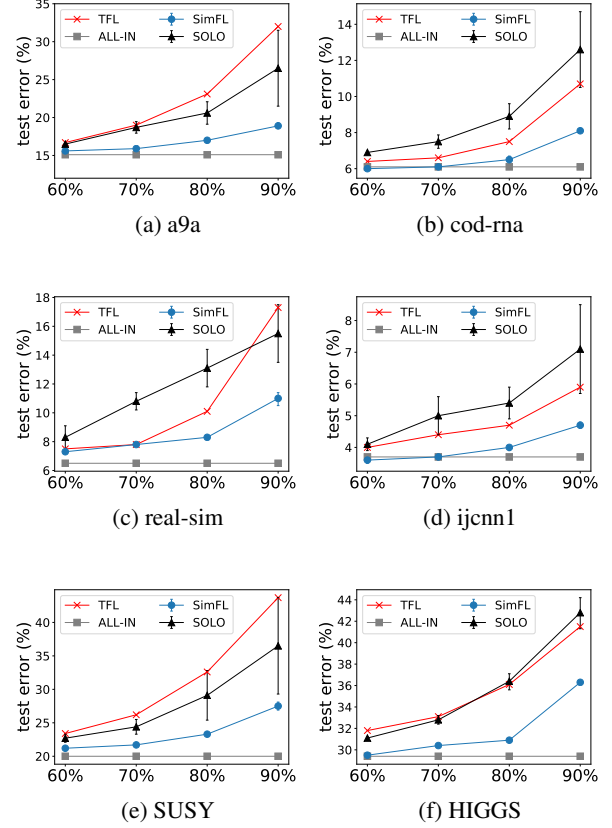 35
30
25
20
15
test error (%)
TFL
ALL-IN
SimFL
SOLO
60% 70% 80% 90%
(a) a9a
14
12
10
8
6
test error (%)
TFL
ALL-IN
SimFL
SOLO
60% 70% 80% 90%
(b) cod-rna
18
16
14
12
10
8
6
test error (%)
TFL
ALL-IN
SimFL
SOLO
60% 70% 80% 90%
(c) real-sim
8
7
6
5
4
test error (%)
TFL
ALL-IN
SimFL
SOLO
60% 70% 80% 90%
(d) ijcnn1
40
35
30
25
20
test error (%)
TFL
ALL-IN
SimFL
SOLO
60% 70% 80% 90%
(e) SUSY
44
42
40
38
36
34
32
30
test error (%)
TFL
ALL-IN
SimFL
SOLO
60% 70% 80% 90%
(f) HIGGS